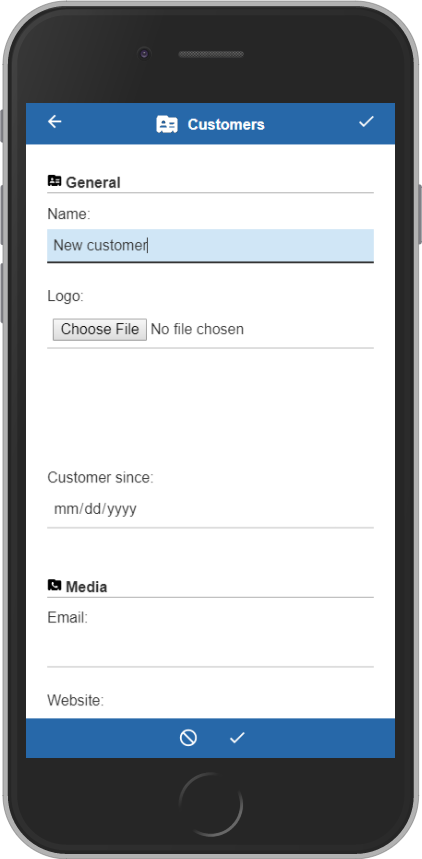 Customers
General
Name:
New customer
Logo:
Choose File No file chosen
Customer since:
mm/dd/yyyy
Media
Email:
Website: